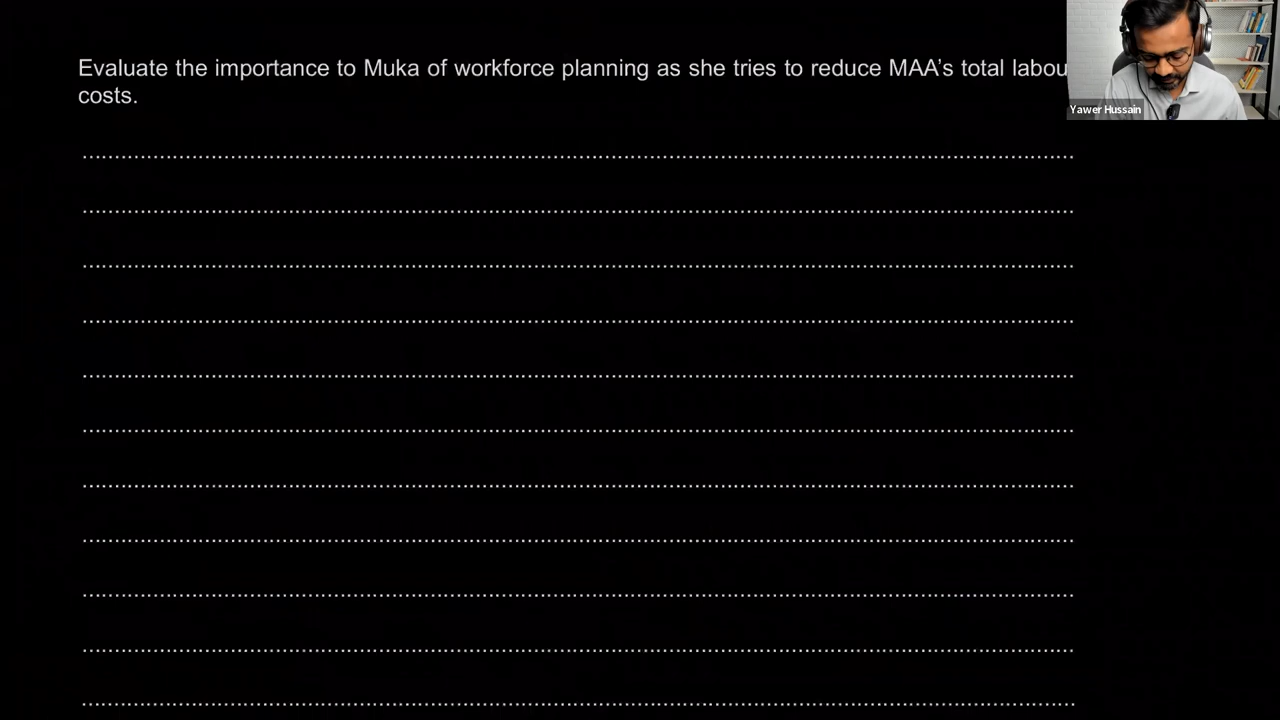 Evaluate the importance to Muka of workforce planning as she tries to reduce MAA's total labou
costs.
Yawer Hussain